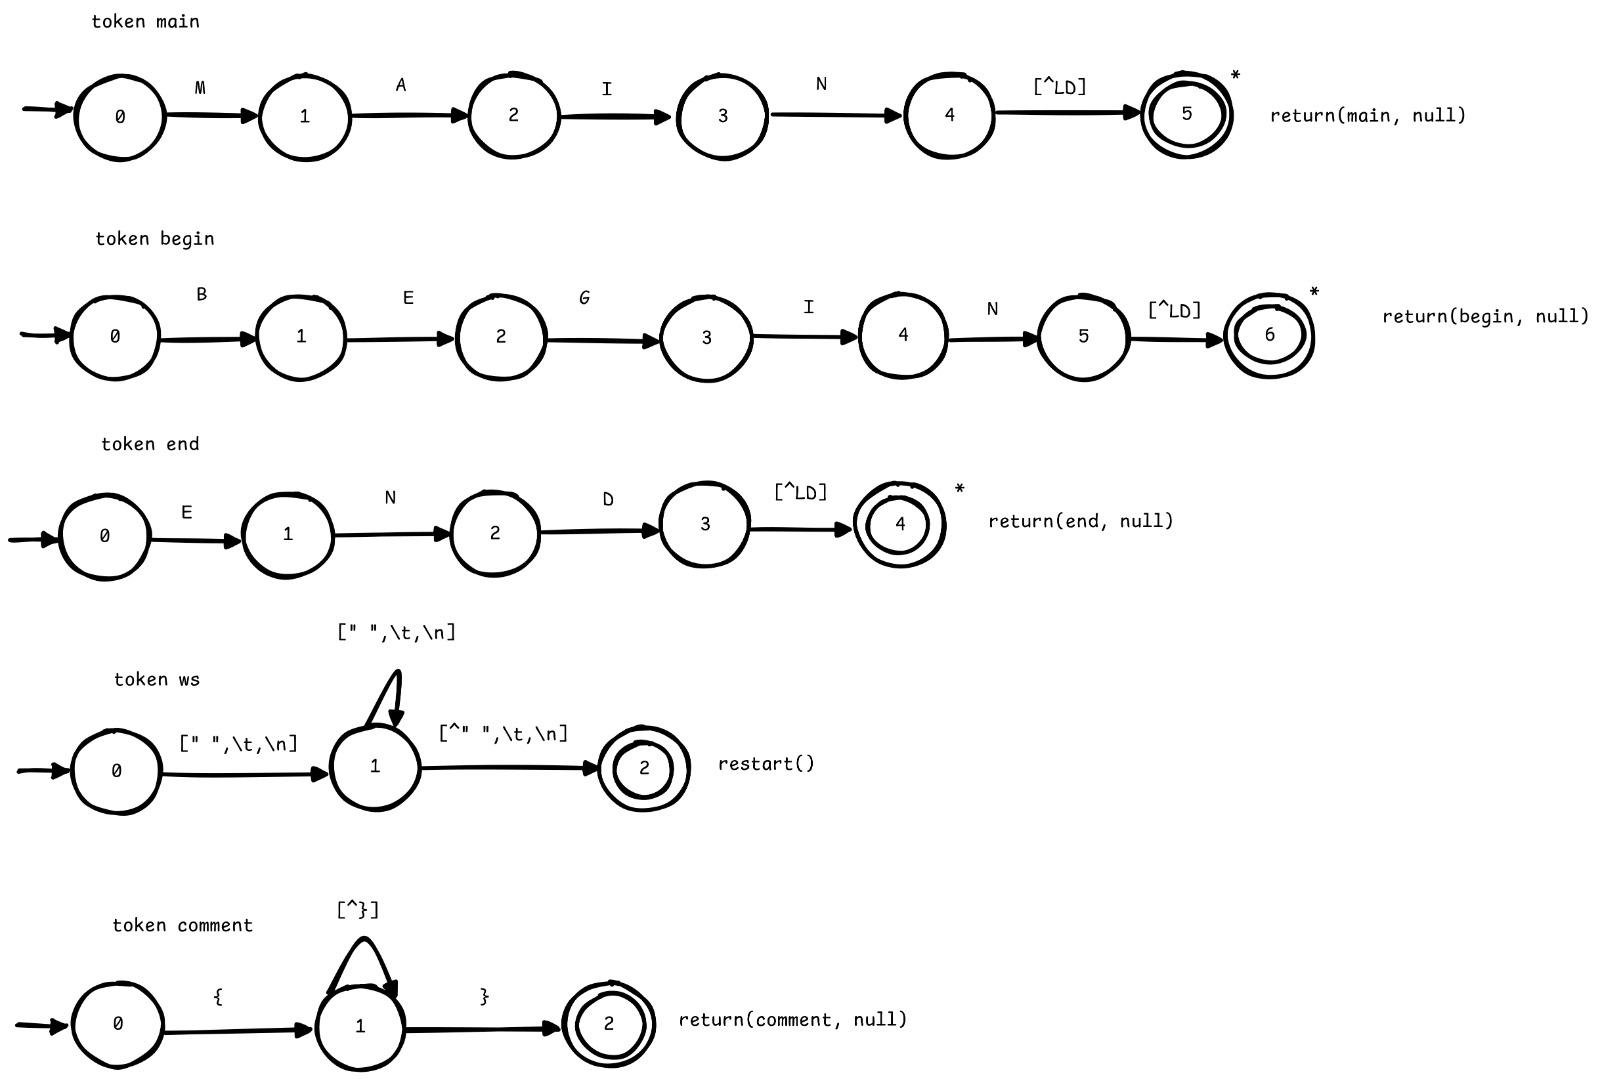 token main
M A I N [^LD] *
0 1 2 3 4 5 return(main, null)
token begin
B E G I N [^LD] *
0 1 2 3 4 5 6 return(begin, null)
token end
E N D [^LD] *
0 1 2 3 4 return(end, null)
[" ",\t,\n]
token ws
[" ",\t,\n] [^" ",\t,\n]
0 1 2 restart()
[^}]
token comment
{ }
0 1 2 return(comment, null)